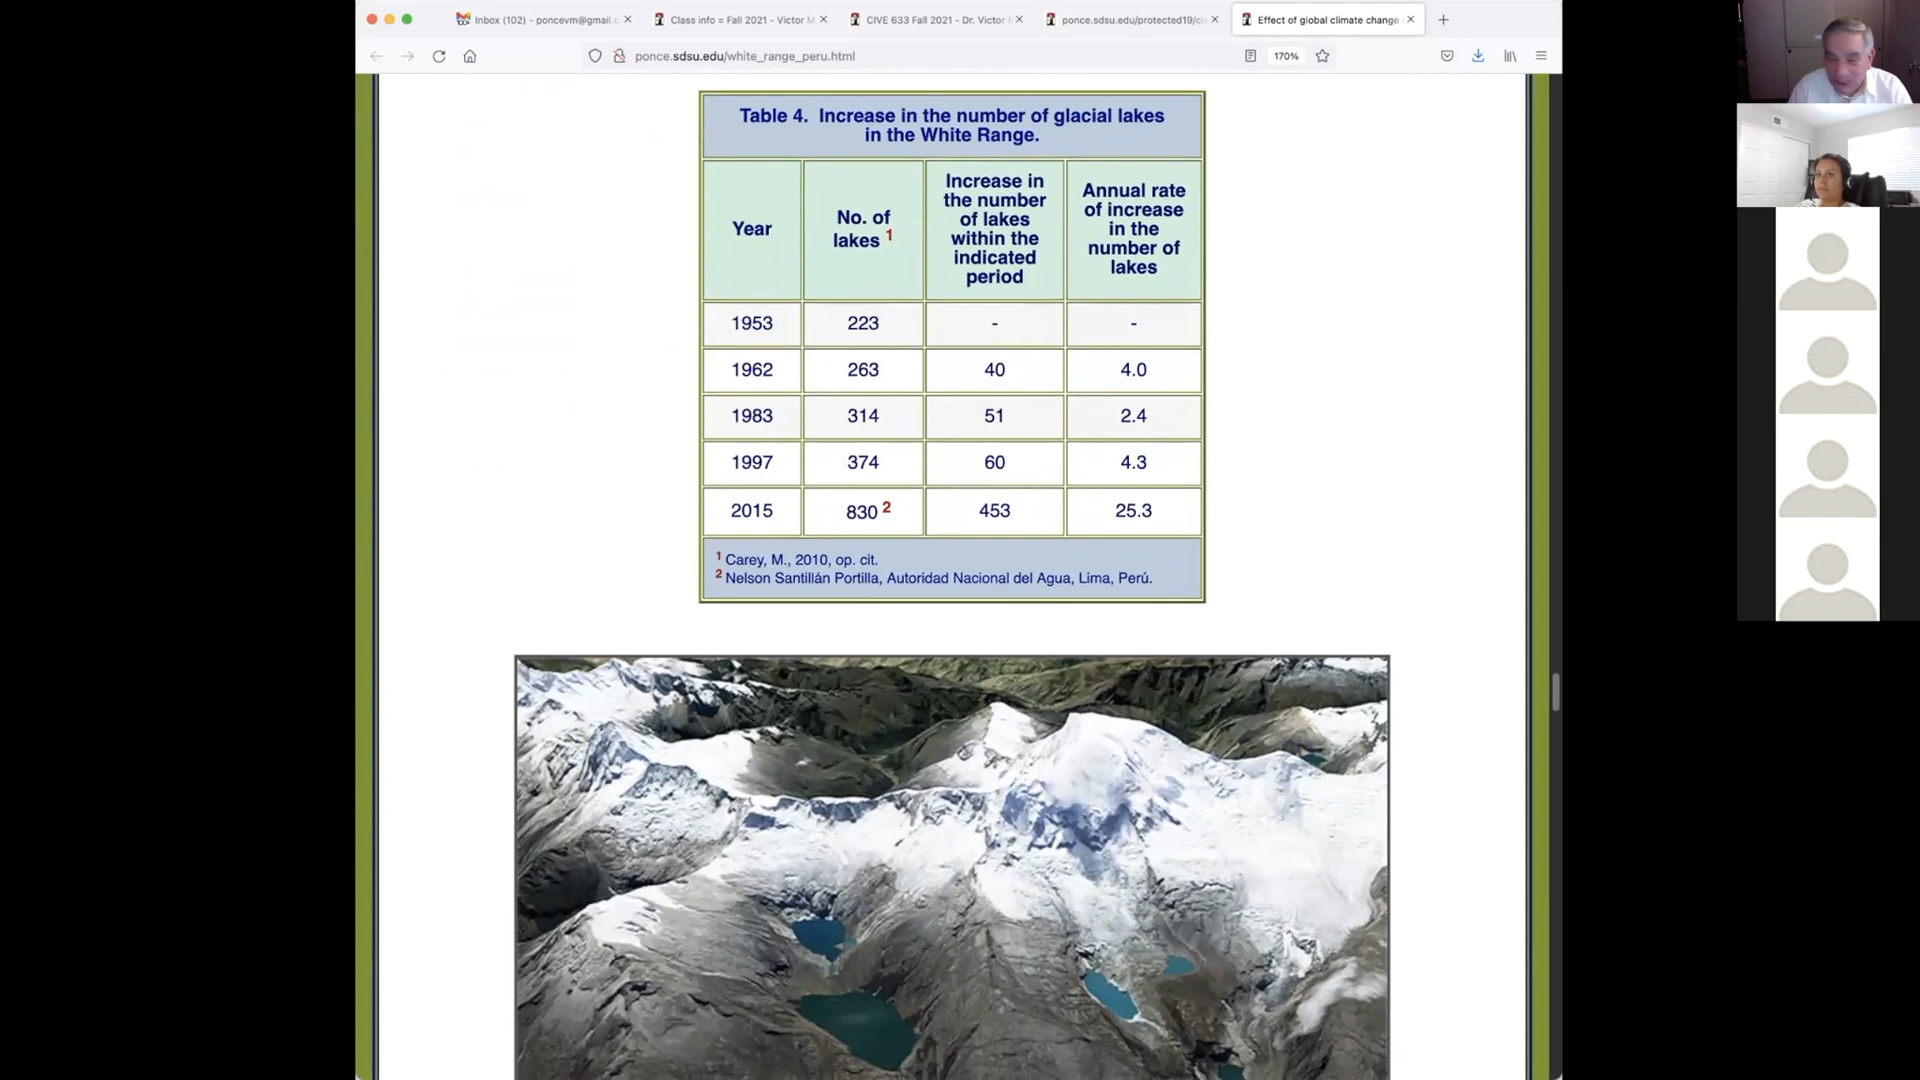 Inbox (102) - poncevm@gmail.c
Class info = Fall 2021 - Victor M
CIVE 633 Fall 2021 - Dr. Victor
ponce.sdsu.edu/protected19/ci
Effect of global climate change
ponce.sdsu.edu/white_range_peru.html
170%
Table 4. Increase in the number of glacial lakes
in the White Range.
Year
No. of
lakes 1
Increase in
the number
of lakes
within the
indicated
period
Annual rate
of increase
in the
number of
lakes
1953 223 - -
1962 263 40 4.0
1983 314 51 2.4
1997 374 60 4.3
2015 830 2 453 25.3
1 Carey, M., 2010, op. cit.
2 Nelson Santillán Portilla, Autoridad Nacional del Agua, Lima, Perú.